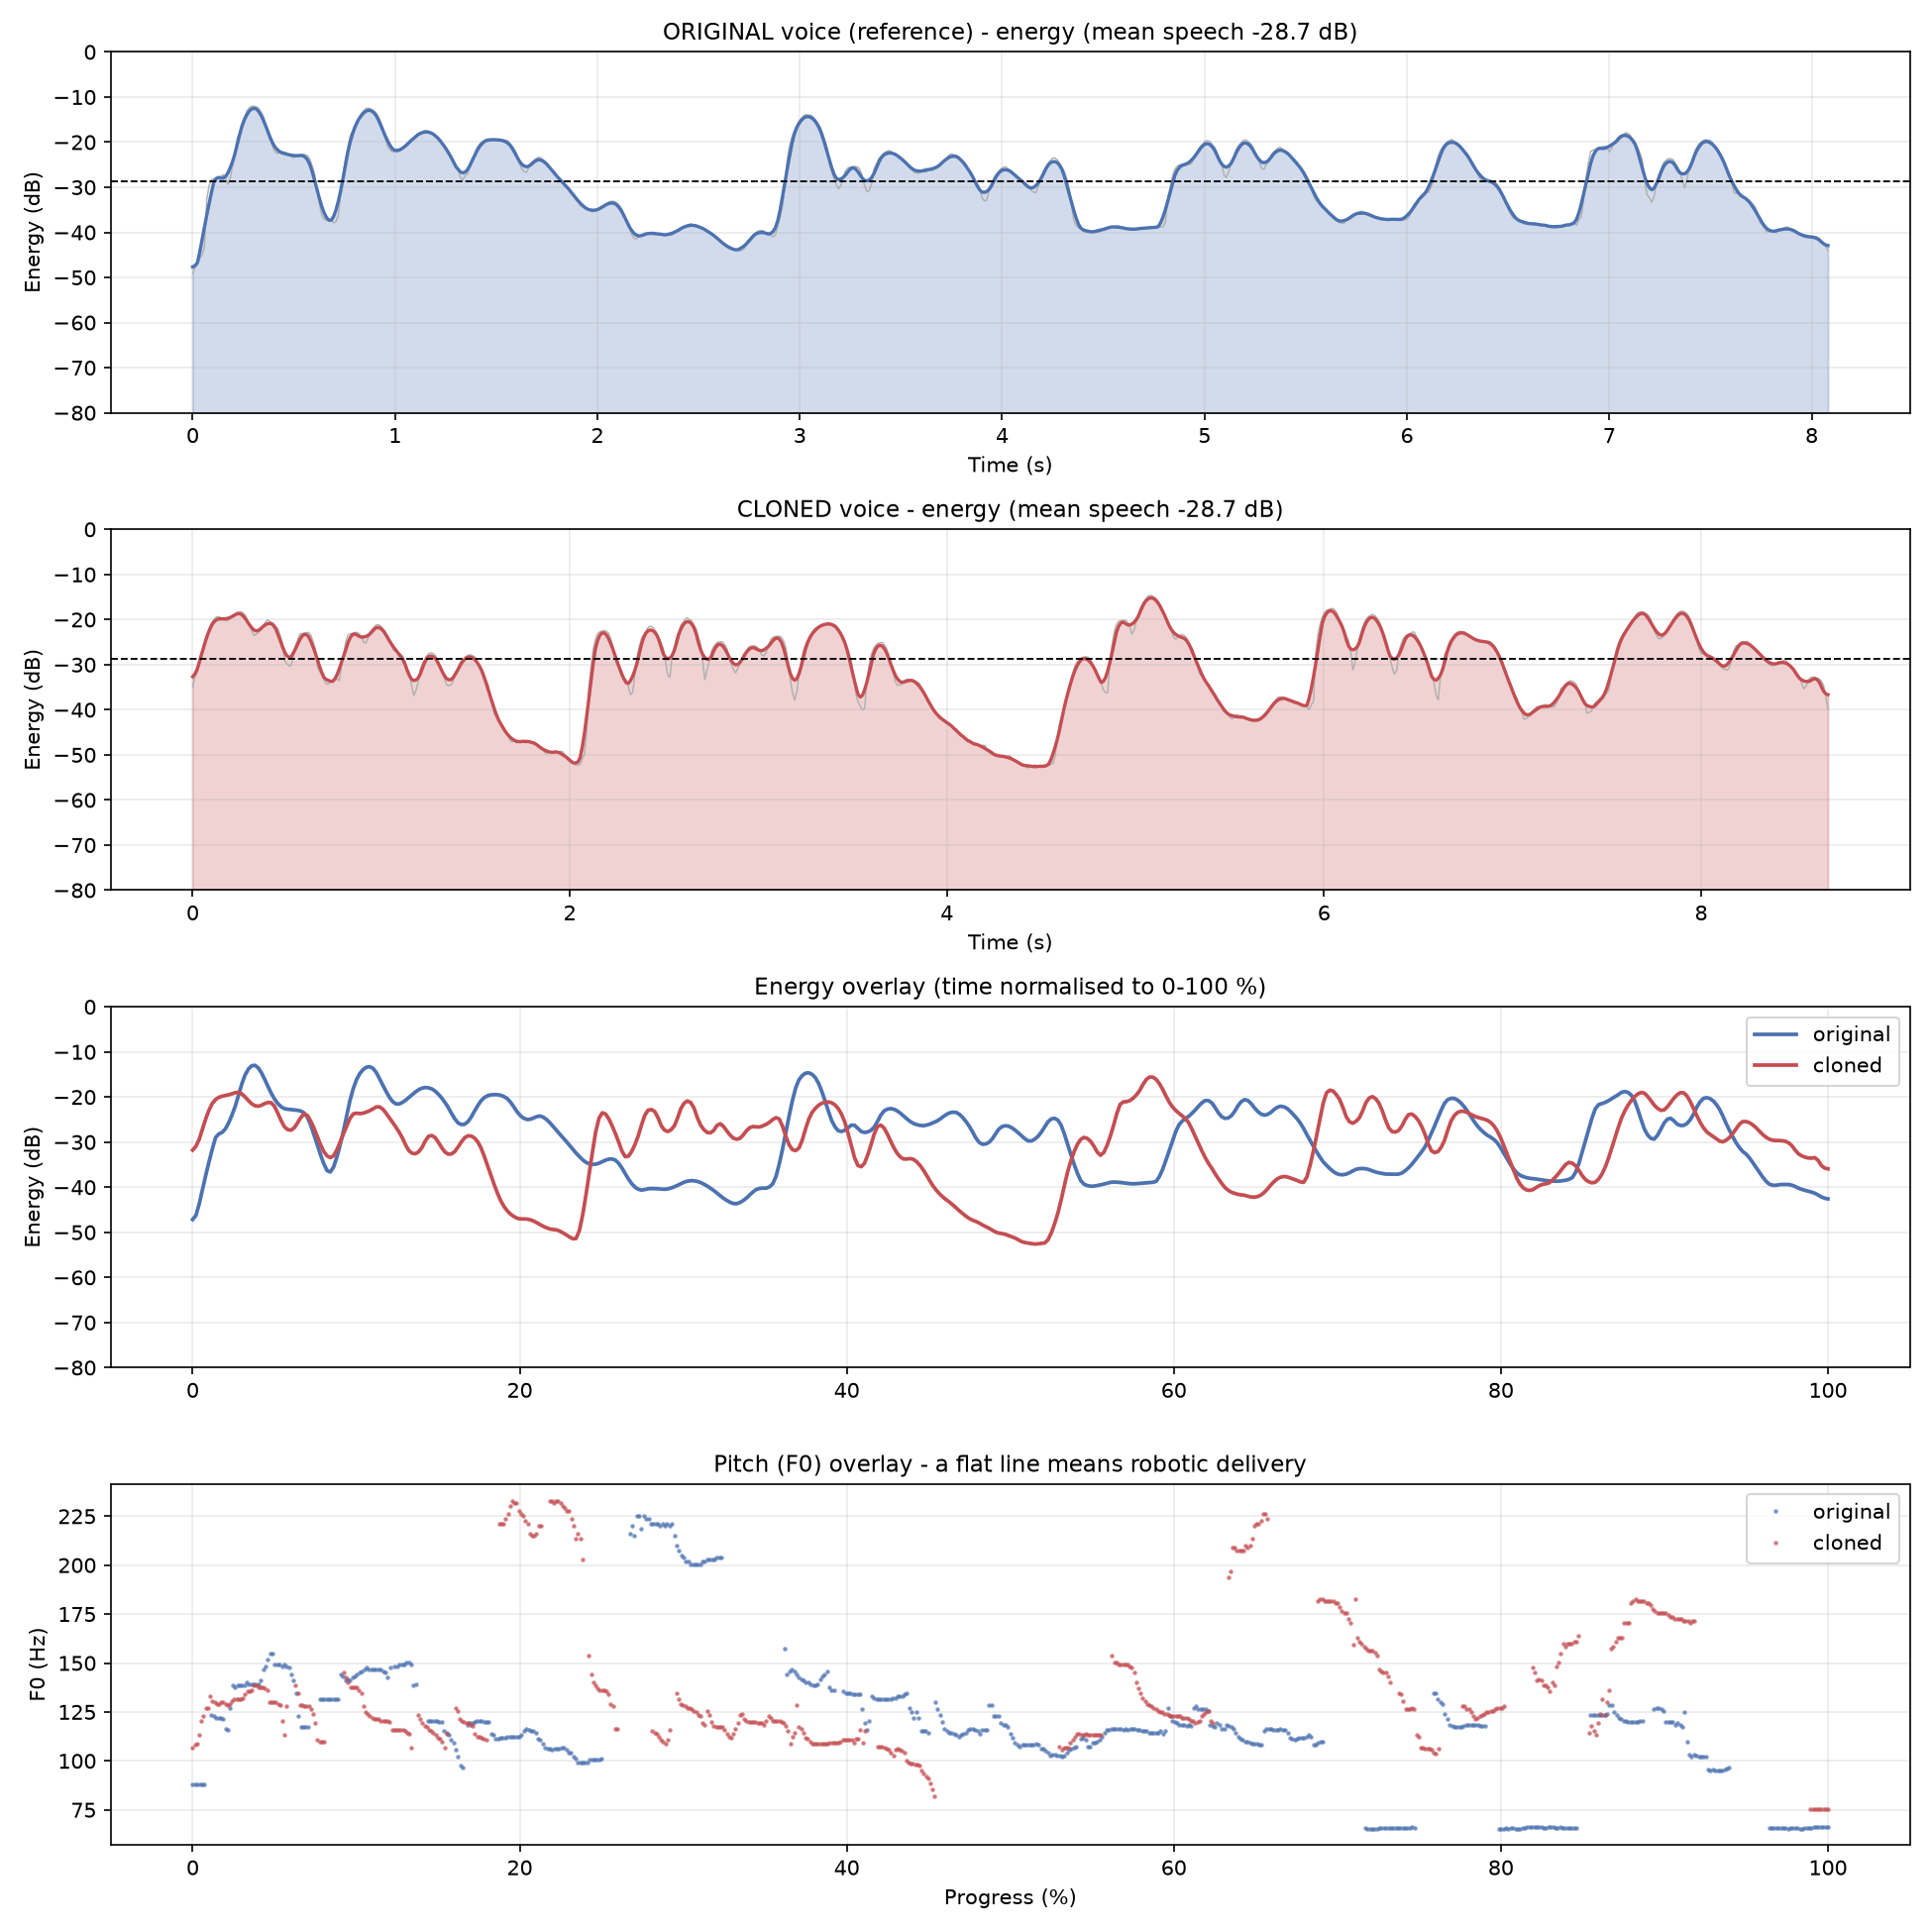 ORIGINAL voice (reference) - energy (mean speech -28.7 dB)
Energy (dB)
0
−10
−20
−30
−40
−50
−60
−70
−80
0 1 2 3 4 5 6 7 8
Time (s)
CLONED voice - energy (mean speech -28.7 dB)
Energy (dB)
0
−10
−20
−30
−40
−50
−60
−70
−80
0 2 4 6 8
Time (s)
Energy overlay (time normalised to 0-100 %)
Energy (dB)
0
−10
−20
−30
−40
−50
−60
−70
−80
original
cloned
0 20 40 60 80 100
Pitch (F0) overlay - a flat line means robotic delivery
F0 (Hz)
225
200
175
150
125
100
75
original
cloned
0 20 40 60 80 100
Progress (%)